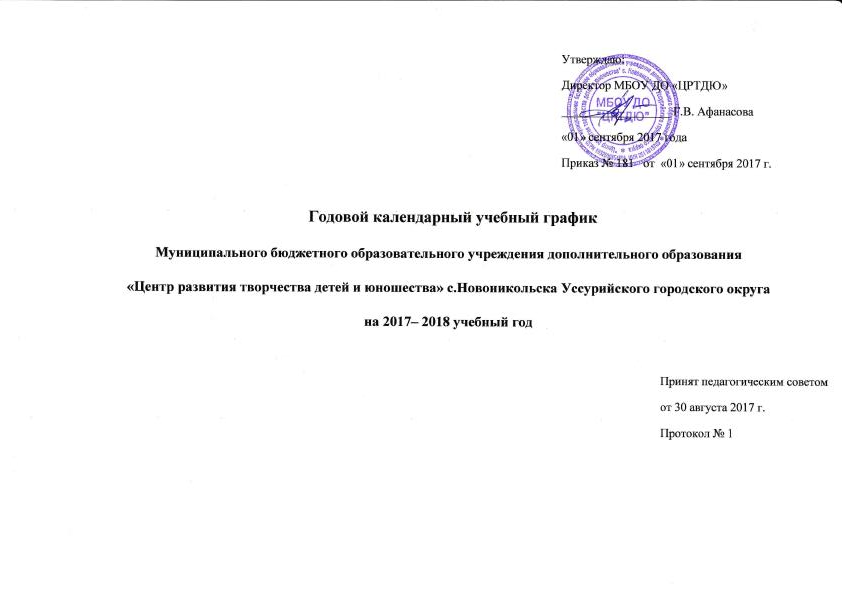 Утверждаю:
Директор МБОУ ДО «ЦРТДЮ»
Г.В. Афанасова
«01» сентября 2017 года
Приказ № 181 от «01» сентября 2017 г.
МБОУ ДО
"ЦРТДЮ"
Годовой календарный учебный график
Муниципального бюджетного образовательного учреждения дополнительного образования
«Центр развития творчества детей и юношества» с.Новоникольска Уссурийского городского округа
на 2017– 2018 учебный год
Принят педагогическим советом
от 30 августа 2017 г.
Протокол № 1